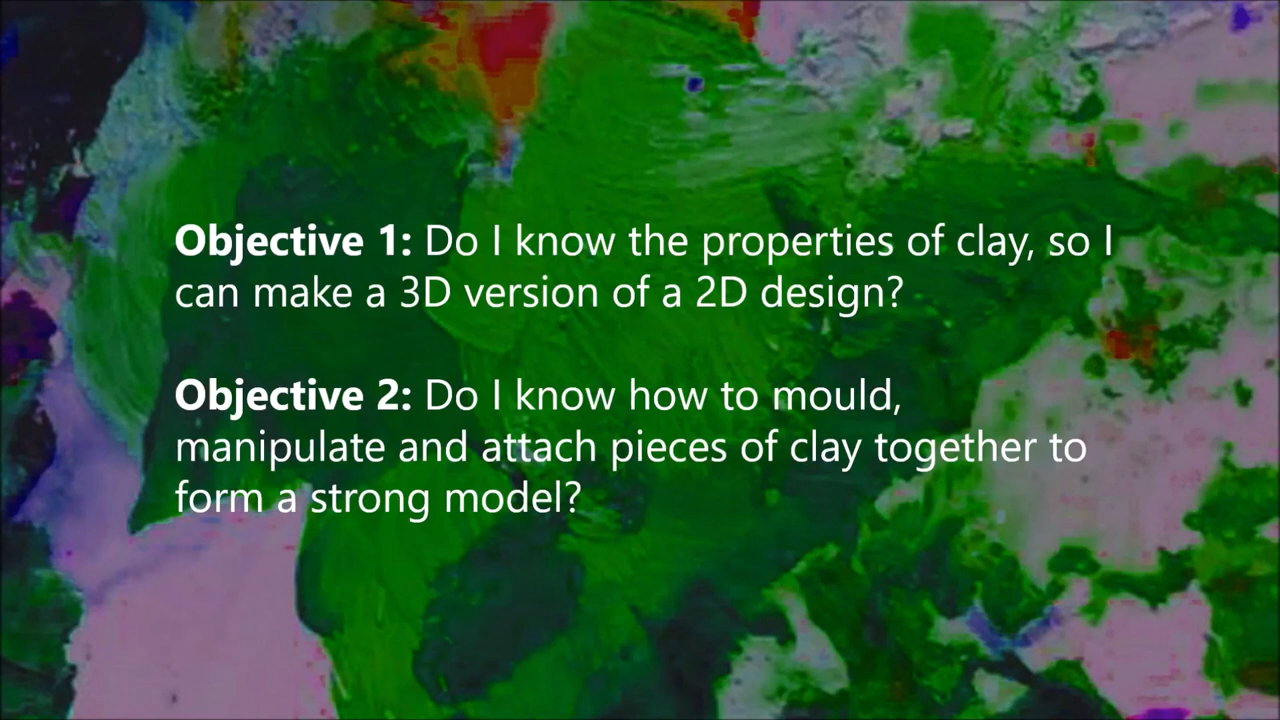 Objective 1: Do I know the properties of clay, so I
can make a 3D version of a 2D design?
Objective 2: Do I know how to mould,
manipulate and attach pieces of clay together to
form a strong model?